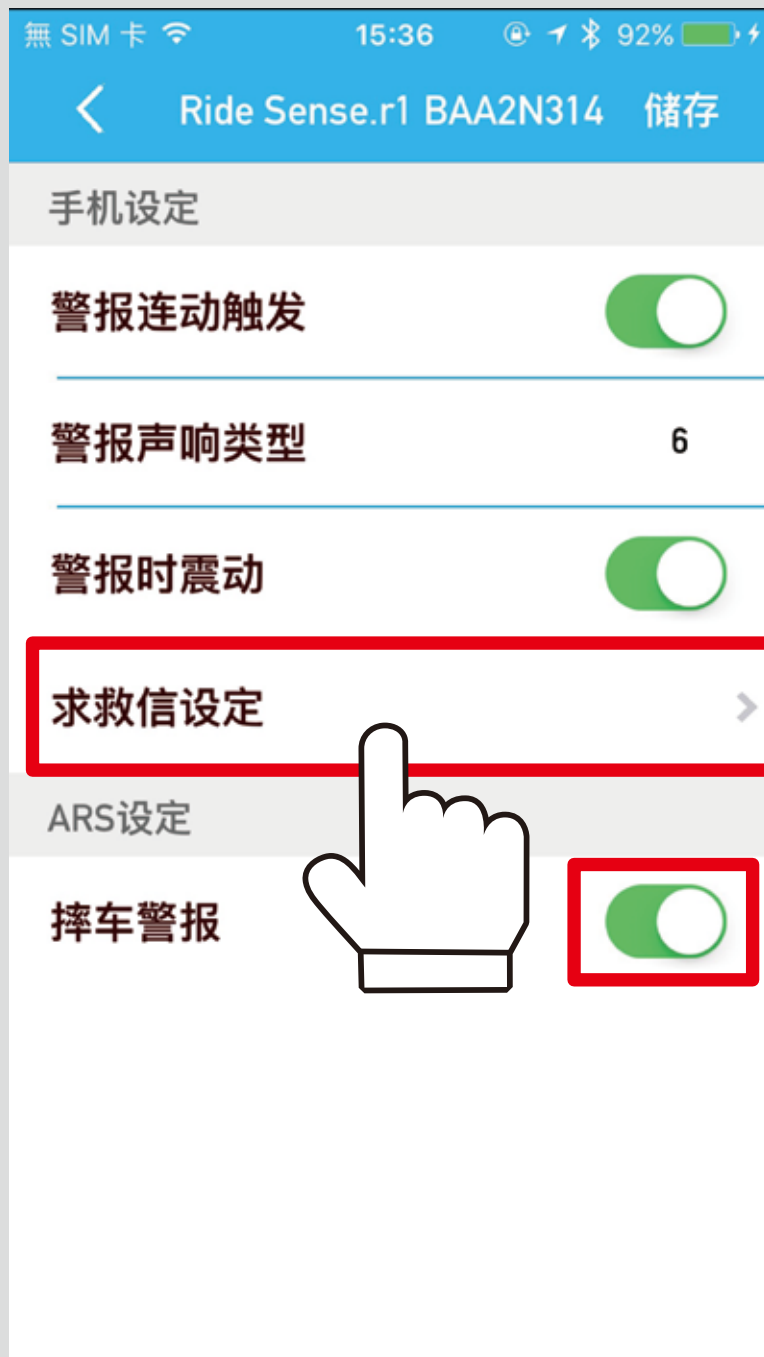 無 SIM 卡 15:36 92%
Ride Sense.r1 BAA2N314 储存
手机设定
警报连动触发
警报声响类型 6
警报时震动
求救信设定
ARS设定
摔车警报